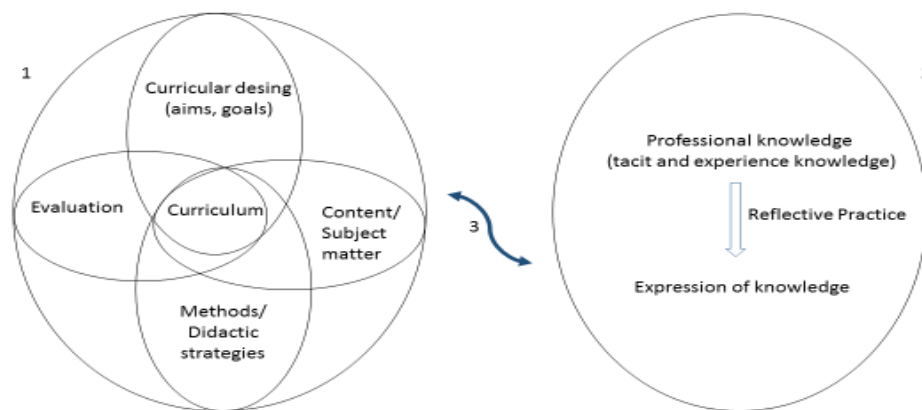 1
Curricular desing
(aims, goals)
Evaluation
Curriculum
Content/
Subject
matter
Methods/
Didactic
strategies
3
Professional knowledge
(tacit and experience knowledge)
Reflective Practice
Expression of knowledge